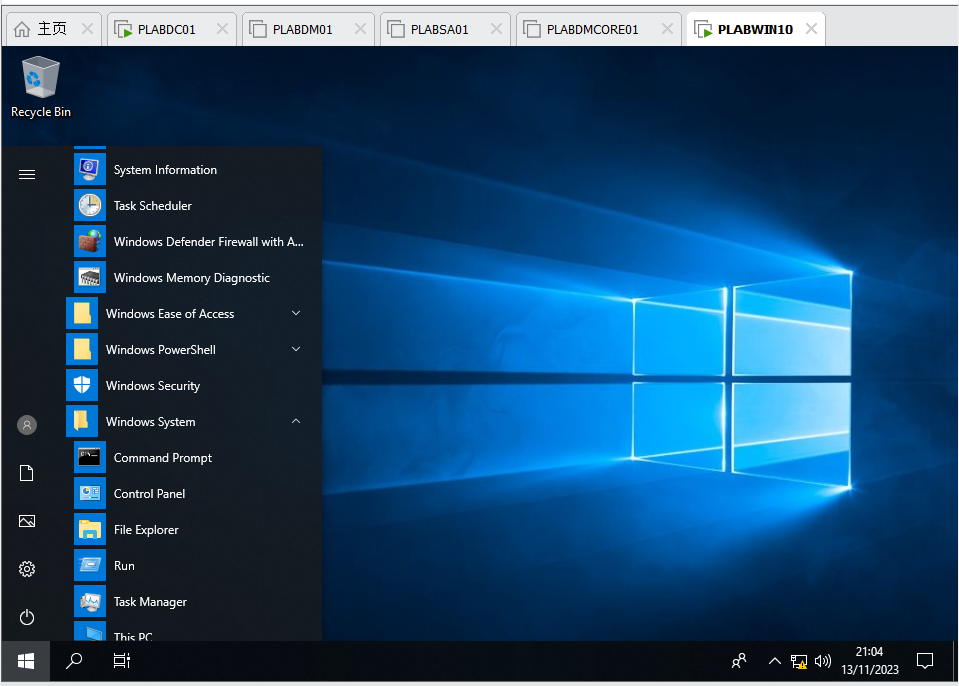 主页
PLABDC01
PLABDM01
PLABSA01
PLABDMCORE01
PLABWIN10
Recycle Bin
System Information
Task Scheduler
Windows Defender Firewall with A...
Windows Memory Diagnostic
Windows Ease of Access
Windows PowerShell
Windows Security
Windows System
Command Prompt
Control Panel
File Explorer
Run
Task Manager
This PC
21:04
13/11/2023